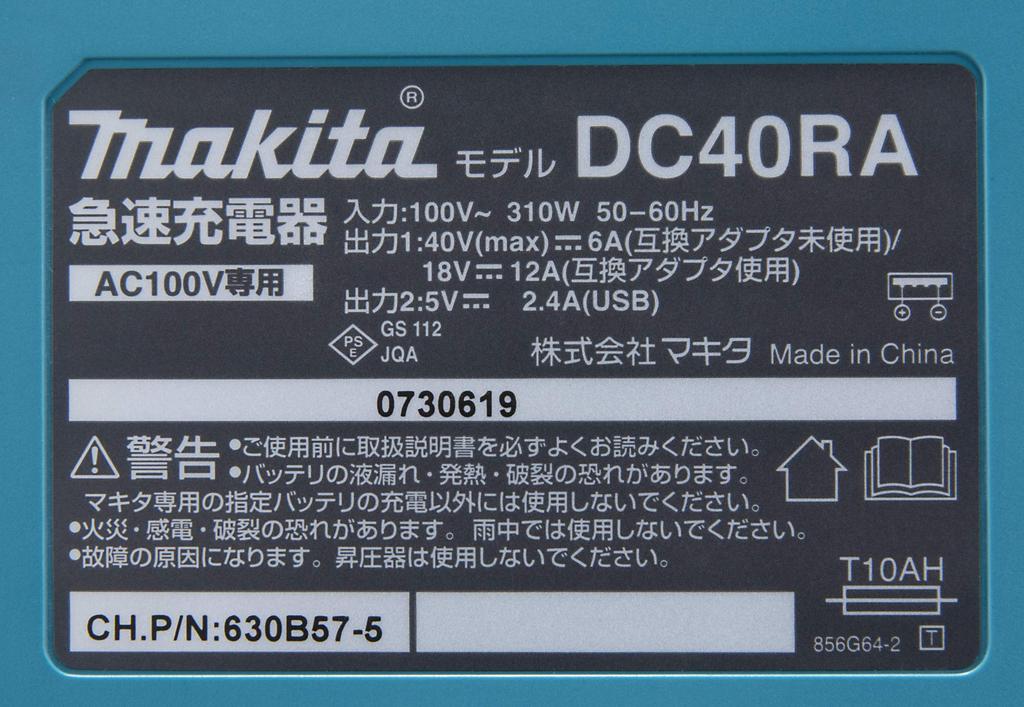 makita® モデル DC40RA
急速充電器
AC100V専用
入力:100V~ 310W 50–60Hz
出力1:40V(max)⎓6A(互換アダプタ未使用)/
18V⎓12A(互換アダプタ使用)
出力2:5V⎓ 2.4A(USB)
PS
E
GS 112
JQA
株式会社マキタ Made in China
0730619
⚠警告 •ご使用前に取扱説明書を必ずよくお読みください。
•バッテリの液漏れ・発熱・破裂の恐れがあります。
マキタ専用の指定バッテリの充電以外には使用しないでください。
•火災・感電・破裂の恐れがあります。雨中では使用しないでください。
•故障の原因になります。昇圧器は使用しないでください。
T10AH
CH.P/N:630B57-5
856G64-2 T